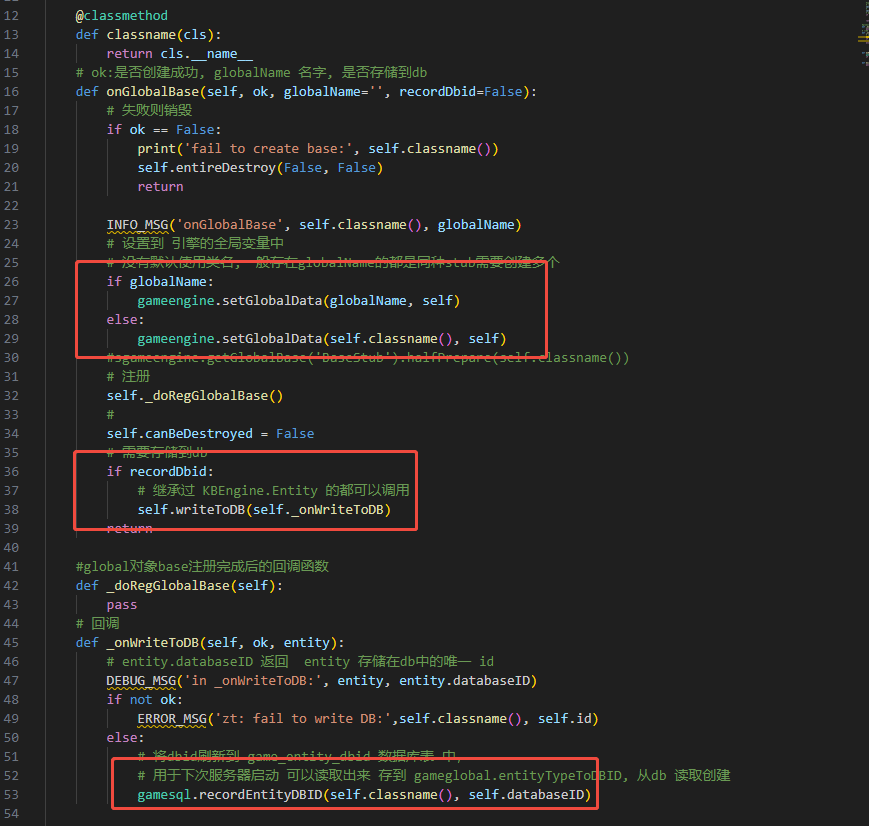 12 @classmethod
13 def classname(cls):
14 return cls.__name__
15 # ok:是否创建成功, globalName 名字, 是否存储到db
16 def onGlobalBase(self, ok, globalName='', recordDbid=False):
17 # 失败则销毁
18 if ok == False:
19 print('fail to create base:', self.classname())
20 self.entireDestroy(False, False)
21 return
22
23 INFO_MSG('onGlobalBase', self.classname(), globalName)
24 # 设置到 引擎的全局变量中
25 # 没有默认使用类名, 一般存在globalName的都是同种stub需要创建多个
26 if globalName:
27 gameengine.setGlobalData(globalName, self)
28 else:
29 gameengine.setGlobalData(self.classname(), self)
30 #sgameengine.getGlobalBase('BaseStub').halfPrepare(self.classname())
31 # 注册
32 self._doRegGlobalBase()
33 #
34 self.canBeDestroyed = False
35 # 需要存储到db
36 if recordDbid:
37 # 继承过 KBEngine.Entity 的都可以调用
38 self.writeToDB(self._onWriteToDB)
39 return
40
41 #global对象base注册完成后的回调函数
42 def _doRegGlobalBase(self):
43 pass
44 # 回调
45 def _onWriteToDB(self, ok, entity):
46 # entity.databaseID 返回 entity 存储在db中的唯一 id
47 DEBUG_MSG('in _onWriteToDB:', entity, entity.databaseID)
48 if not ok:
49 ERROR_MSG('zt: fail to write DB:',self.classname(), self.id)
50 else:
51 # 将dbid刷新到 game_entity_dbid 数据库表 中,
52 # 用于下次服务器启动 可以读取出来 存到 gameglobal.entityTypeToDBID, 从db 读取创建
53 gamesql.recordEntityDBID(self.classname(), self.databaseID)
54